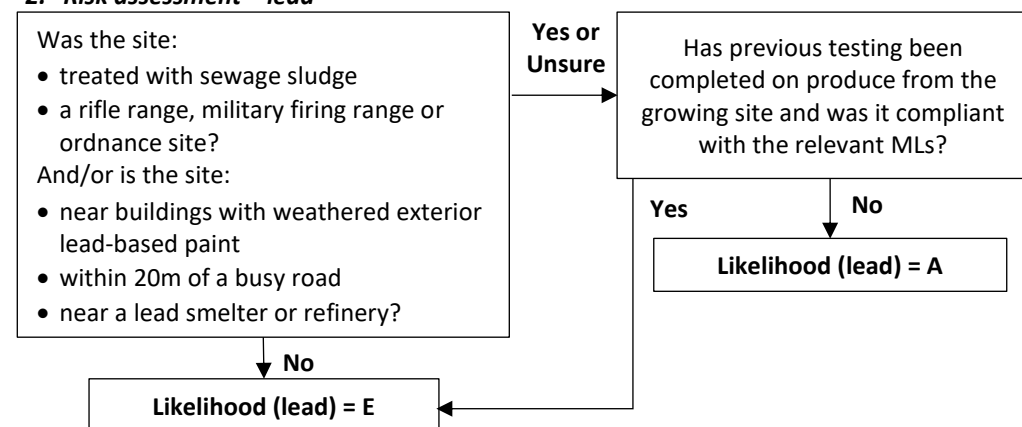 2. Risk assessment – lead
Was the site:
• treated with sewage sludge
• a rifle range, military firing range or
ordnance site?
And/or is the site:
• near buildings with weathered exterior
lead-based paint
• within 20m of a busy road
• near a lead smelter or refinery?
Yes or
Unsure
Has previous testing been
completed on produce from the
growing site and was it compliant
with the relevant MLs?
Yes
No
Likelihood (lead) = A
No
Likelihood (lead) = E